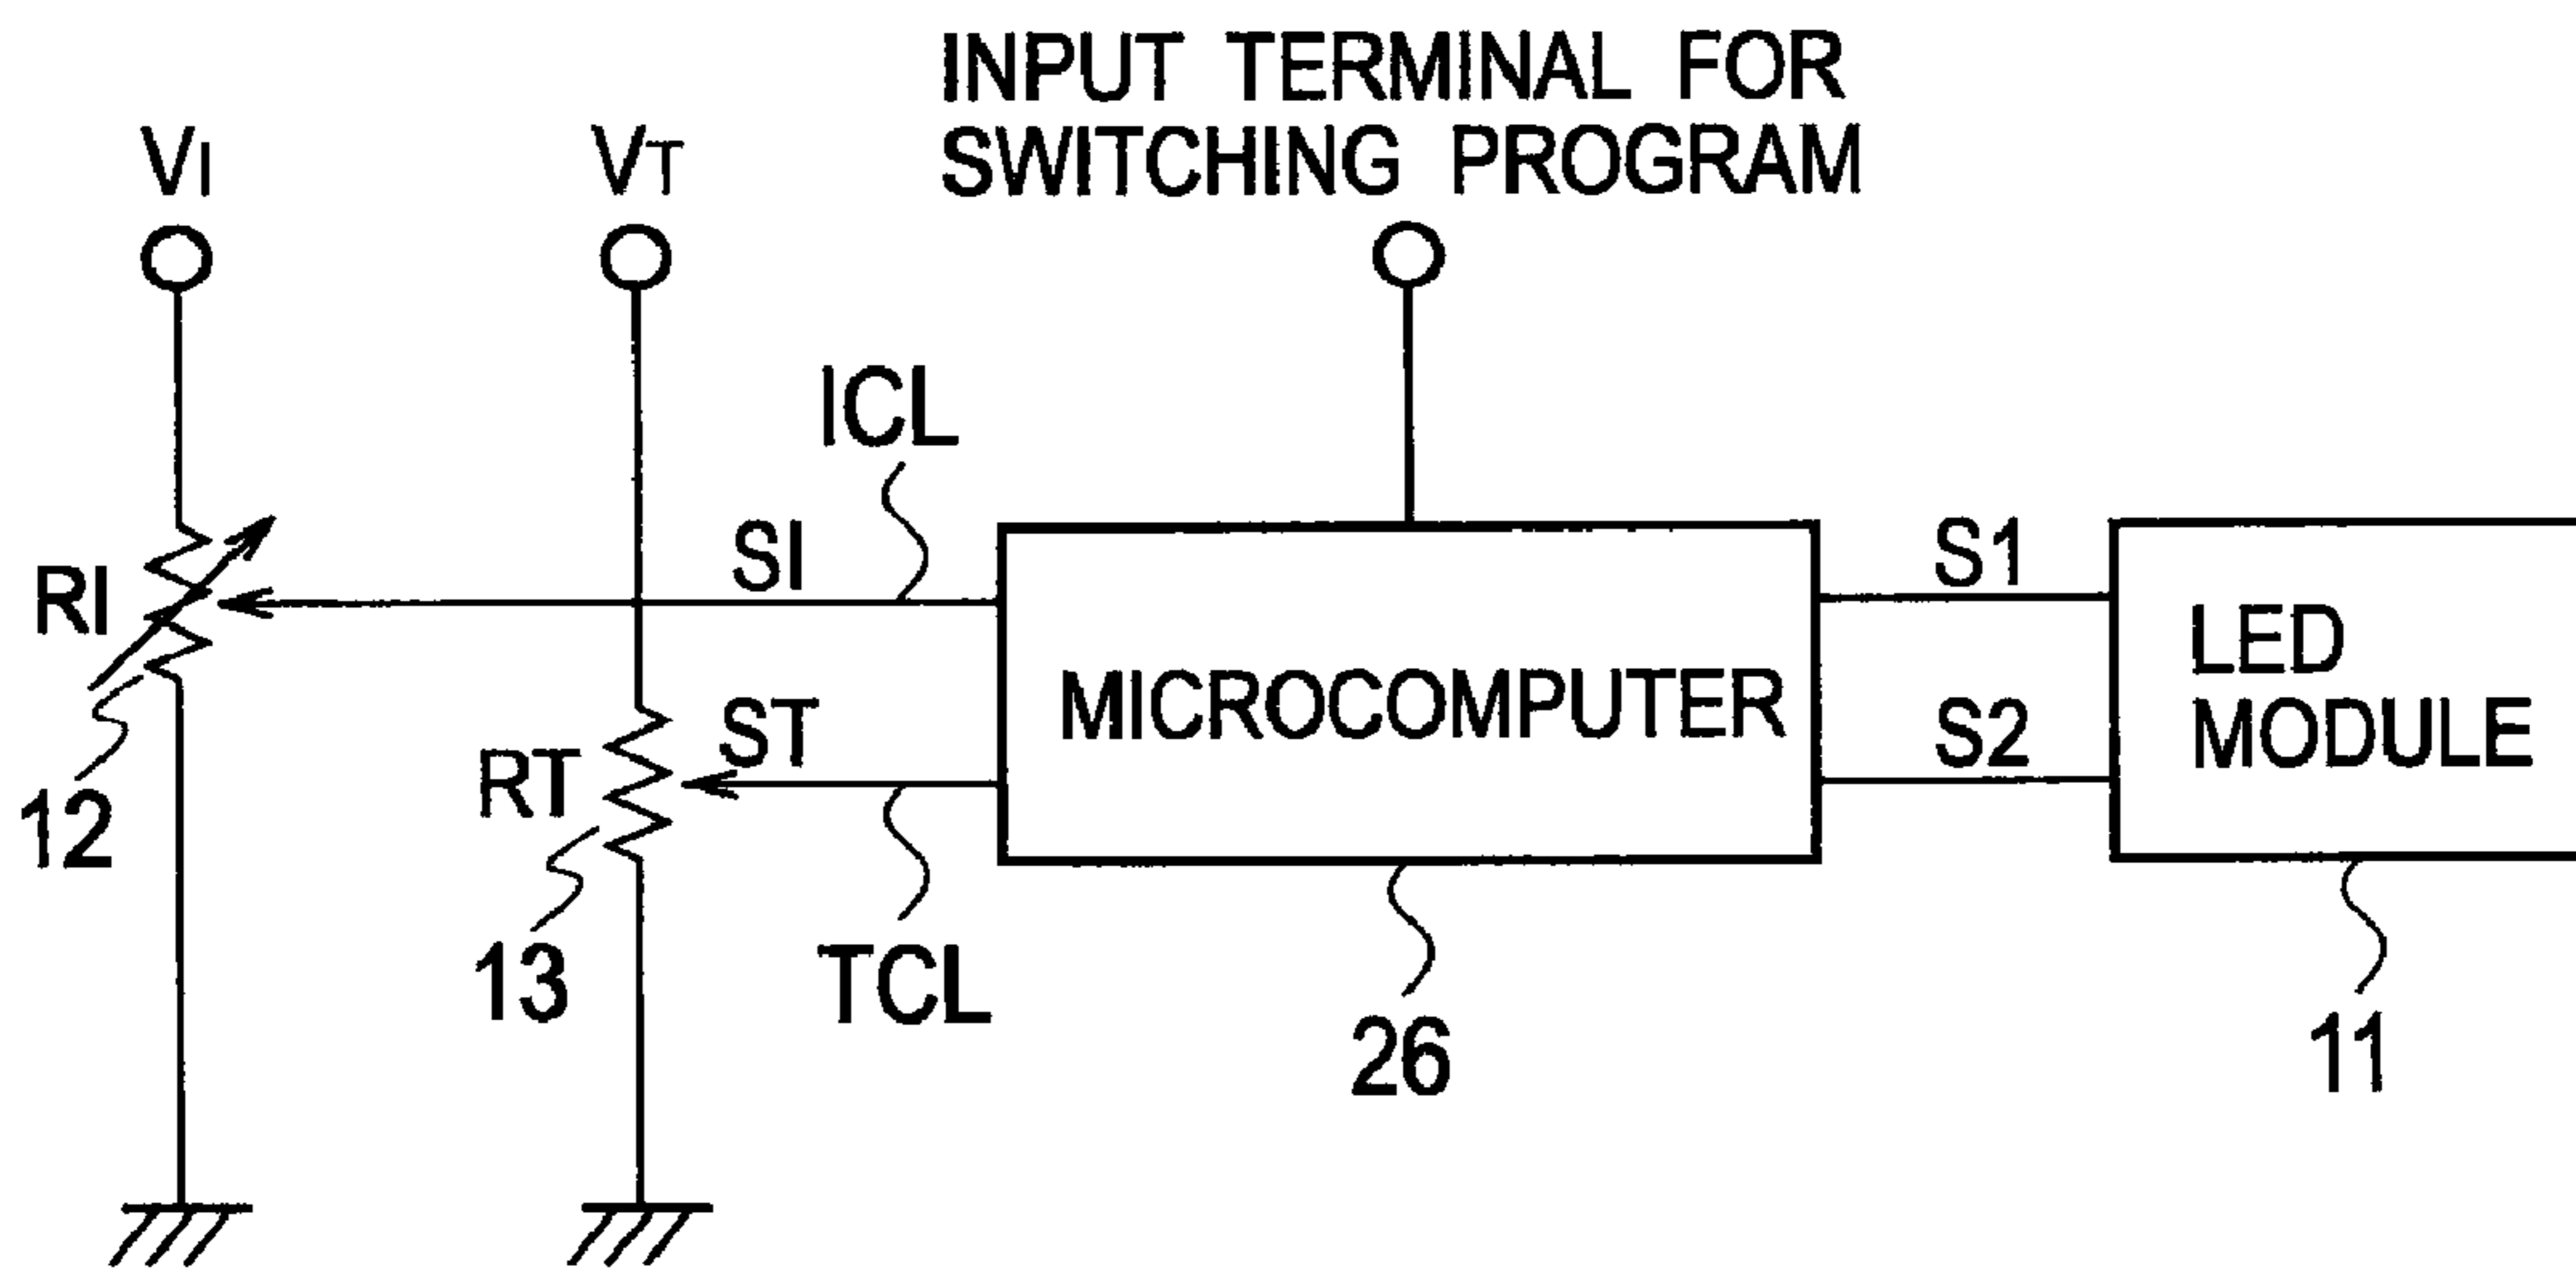 INPUT TERMINAL FOR
SWITCHING PROGRAM
VI
VT
ICL
SI
S1
RI
LED
MODULE
MICROCOMPUTER
ST
S2
RT
12
13
TCL
26
11